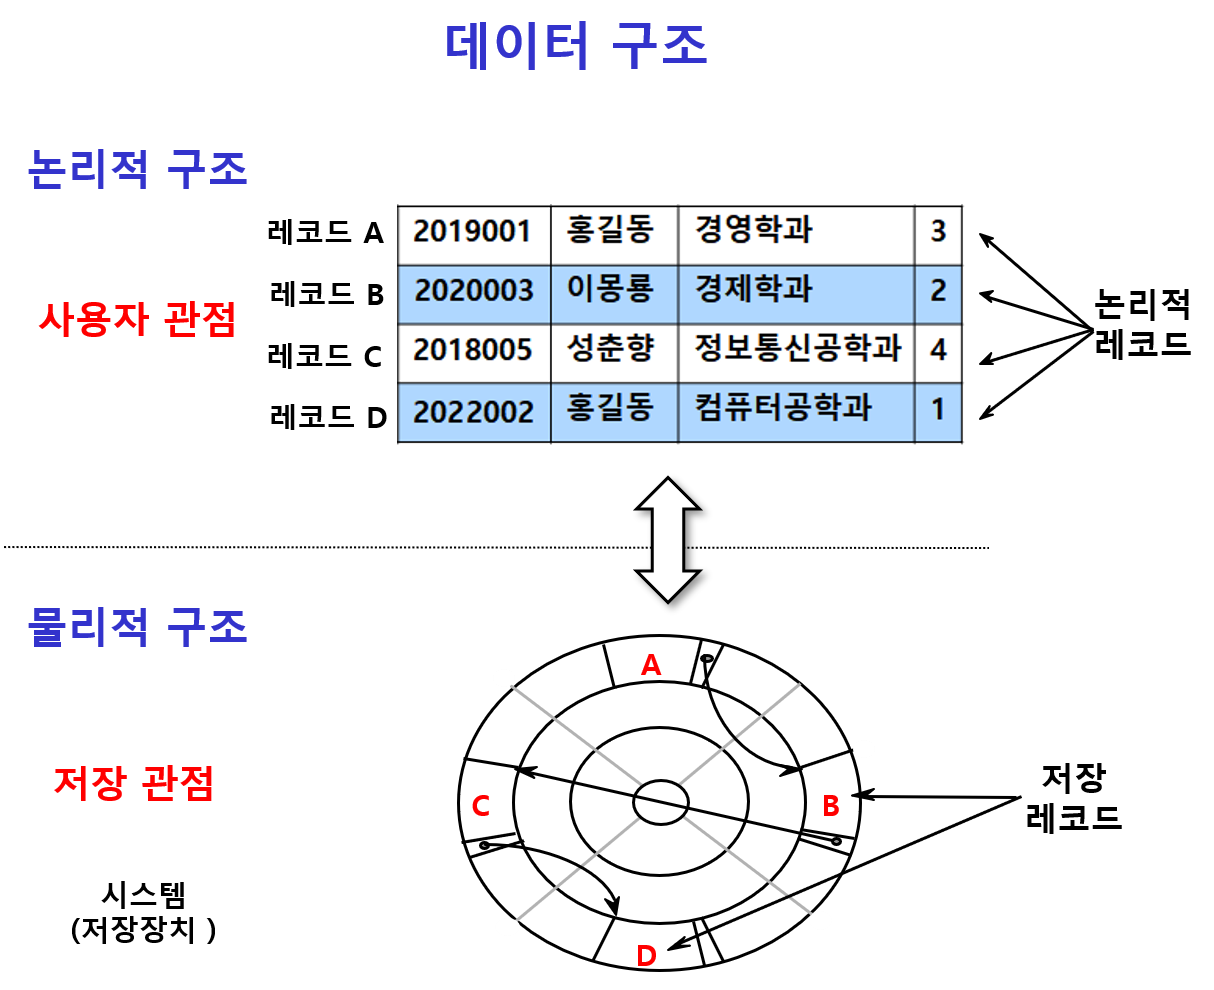 데이터 구조
논리적 구조
레코드 A 2019001 홍길동 경영학과 3
레코드 B 2020003 이몽룡 경제학과 2
사용자 관점
논리적
레코드
레코드 C 2018005 성춘향 정보통신공학과 4
레코드 D 2022002 홍길동 컴퓨터공학과 1
물리적 구조
A
저장 관점
C
B
저장
레코드
시스템
(저장장치 )
D